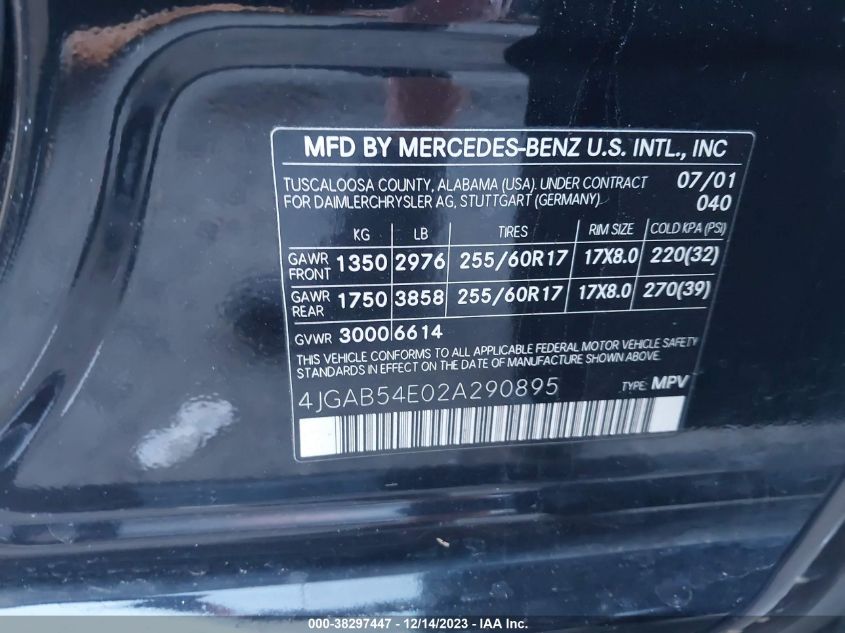 MFD BY MERCEDES-BENZ U.S. INTL., INC
TUSCALOOSA COUNTY, ALABAMA (USA). UNDER CONTRACT 07/01
FOR DAIMLERCHRYSLER AG, STUTTGART (GERMANY) 040
KG LB TIRES RIM SIZE COLD KPA (PSI)
GAWR FRONT 1350 2976 255/60R17 17X8.0 220(32)
GAWR REAR 1750 3858 255/60R17 17X8.0 270(39)
GVWR 3000 6614
THIS VEHICLE CONFORMS TO ALL APPLICABLE FEDERAL MOTOR VEHICLE SAFETY
STANDARDS IN EFFECT ON THE DATE OF MANUFACTURE SHOWN ABOVE.
4JGAB54E02A290895 TYPE: MPV
000-38297447 - 12/14/2023 - IAA, Inc.